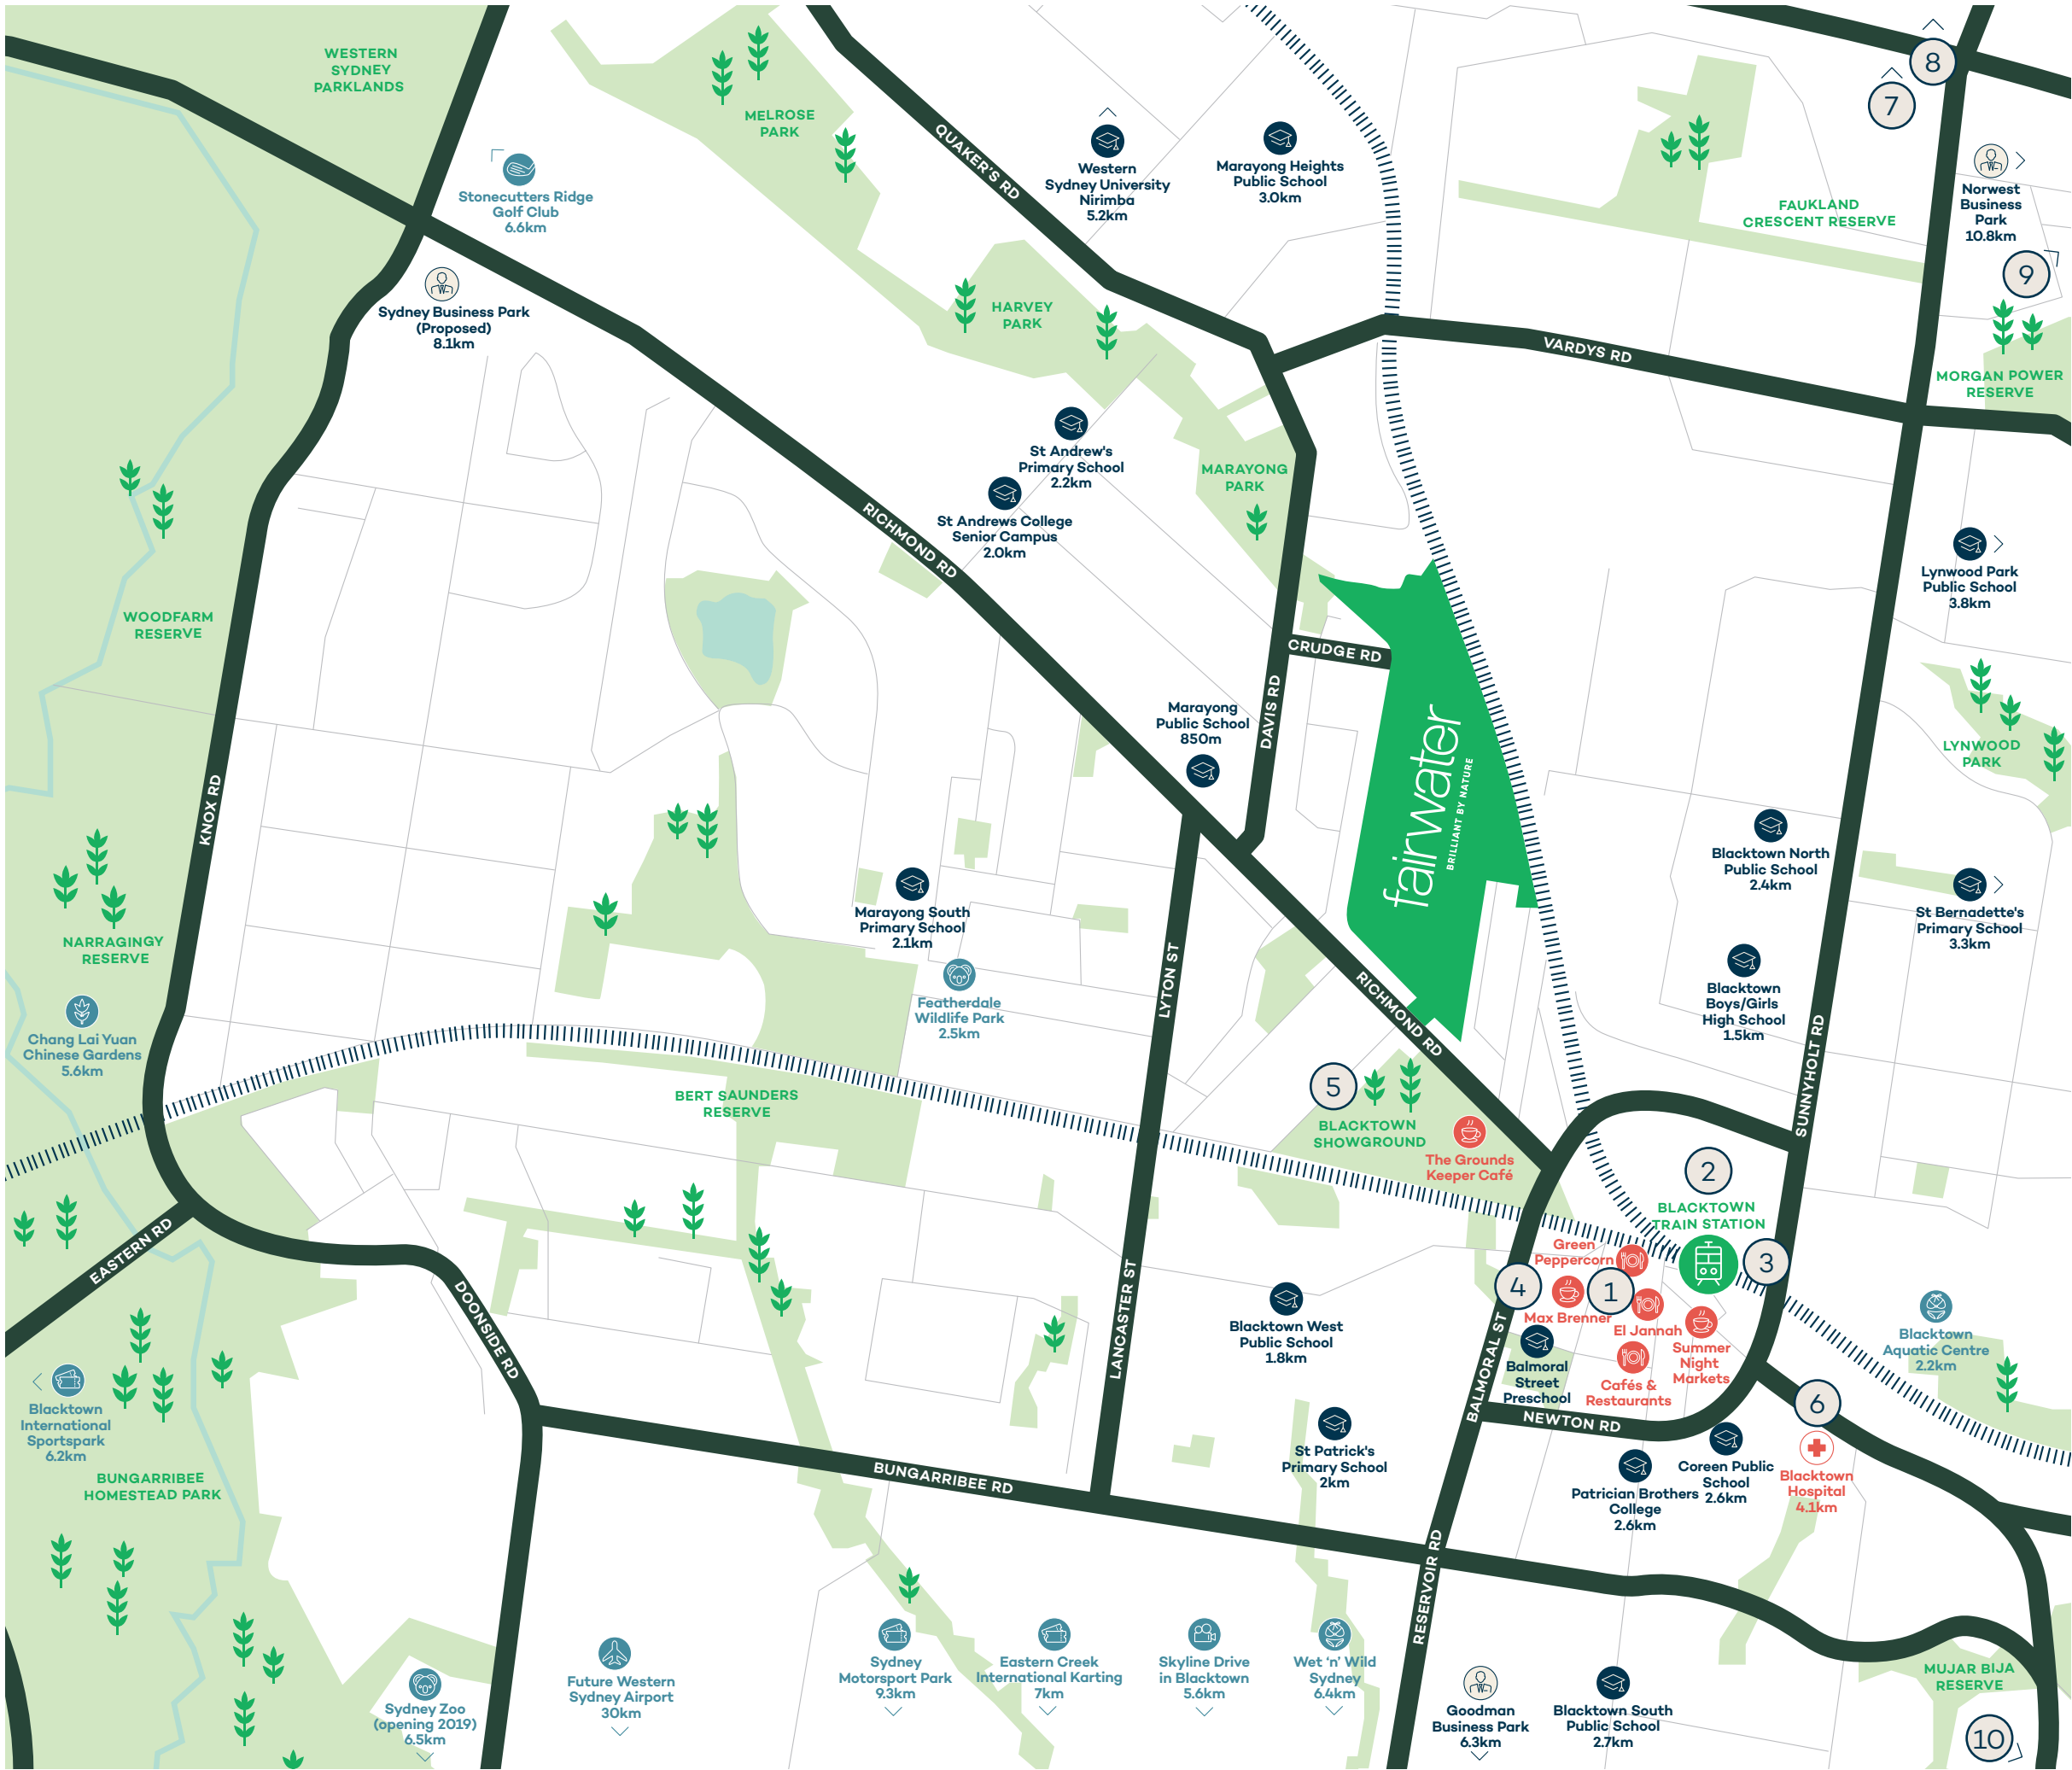 WESTERN
SYDNEY
PARKLANDS
MELROSE
PARK
QUAKER'S RD
Stonecutters Ridge
Golf Club
6.6km
Western
Sydney University
Nirimba
5.2km
Marayong Heights
Public School
3.0km
FAUKLAND
CRESCENT RESERVE
8
7
Norwest
Business
Park
10.8km
9
Sydney Business Park
(Proposed)
8.1km
HARVEY
PARK
VARDYS RD
MORGAN POWER
RESERVE
St Andrew's
Primary School
2.2km
St Andrews College
Senior Campus
2.0km
MARAYONG
PARK
RICHMOND RD
Lynwood Park
Public School
3.8km
WOODFARM
RESERVE
CRUDGE RD
DAVIS RD
Marayong
Public School
850m
fairwater
BRILLIANT BY NATURE
LYNWOOD
PARK
KNOX RD
Blacktown North
Public School
2.4km
Marayong South
Primary School
2.1km
St Bernadette's
Primary School
3.3km
NARRAGINGY
RESERVE
Featherdale
Wildlife Park
2.5km
LYTON ST
RICHMOND RD
Blacktown
Boys/Girls
High School
1.5km
Chang Lai Yuan
Chinese Gardens
5.6km
SUNNYHOLT RD
BERT SAUNDERS
RESERVE
5
BLACKTOWN
SHOWGROUND
The Grounds
Keeper Café
2
BLACKTOWN
TRAIN STATION
EASTERN RD
Green
Peppercorn
3
4
1
Max Brenner
El Jannah
Summer
Night
Markets
DOONSIDE RD
LANCASTER ST
Blacktown West
Public School
1.8km
BALMORAL ST
Balmoral
Street
Preschool
Cafés &
Restaurants
Blacktown
Aquatic Centre
2.2km
Blacktown
International
Sportspark
6.2km
NEWTON RD
6
BUNGARRIBEE
HOMESTEAD PARK
BUNGARRIBEE RD
St Patrick's
Primary School
2km
Patrician Brothers
College
2.6km
Coreen Public
School
2.6km
Blacktown
Hospital
4.1km
RESERVOIR RD
Sydney Zoo
(opening 2019)
6.5km
Future Western
Sydney Airport
30km
Sydney
Motorsport Park
9.3km
Eastern Creek
International Karting
7km
Skyline Drive
in Blacktown
5.6km
Wet ‘n’ Wild
Sydney
6.4km
Goodman
Business Park
6.3km
Blacktown South
Public School
2.7km
MUJAR BIJA
RESERVE
10